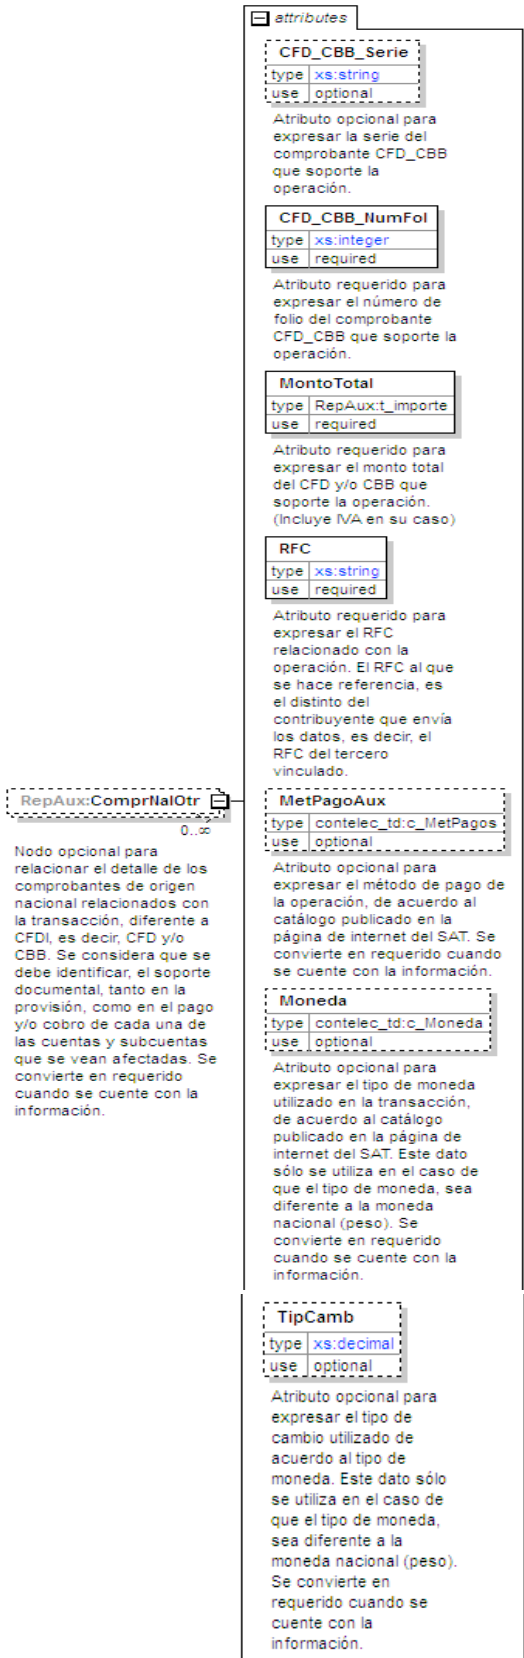 attributes
CFD_CBB_Serie
type xs:string
use optional
Atributo opcional para
expresar la serie del
comprobante CFD_CBB
que soporte la
operación.
CFD_CBB_NumFol
type xs:integer
use required
Atributo requerido para
expresar el número de
folio del comprobante
CFD_CBB que soporte la
operación.
MontoTotal
type RepAux:t_importe
use required
Atributo requerido para
expresar el monto total
del CFD y/o CBB que
soporte la operación.
(Incluye IVA en su caso)
RFC
type xs:string
use required
Atributo requerido para
expresar el RFC
relacionado con la
operación. El RFC al que
se hace referencia, es
el distinto del
contribuyente que envía
los datos, es decir, el
RFC del tercero
vinculado.
RepAux:ComprNalOtr
0..∞
Nodo opcional para
relacionar el detalle de los
comprobantes de origen
nacional relacionados con
la transacción, diferente a
CFDI, es decir, CFD y/o
CBB. Se considera que se
debe identificar, el soporte
documental, tanto en la
provisión, como en el pago
y/o cobro de cada una de
las cuentas y subcuentas
que se vean afectadas. Se
convierte en requerido
cuando se cuente con la
información.
MetPagoAux
type contelec_td:c_MetPagos
use optional
Atributo opcional para
expresar el método de pago de
la operación, de acuerdo al
catálogo publicado en la
página de internet del SAT. Se
convierte en requerido cuando
se cuente con la información.
Moneda
type contelec_td:c_Moneda
use optional
Atributo opcional para
expresar el tipo de moneda
utilizado en la transacción,
de acuerdo al catálogo
publicado en la página de
internet del SAT. Este dato
sólo se utiliza en el caso de
que el tipo de moneda, sea
diferente a la moneda
nacional (peso). Se
convierte en requerido
cuando se cuente con la
información.
TipCamb
type xs:decimal
use optional
Atributo opcional para
expresar el tipo de
cambio utilizado de
acuerdo al tipo de
moneda. Este dato sólo
se utiliza en el caso de
que el tipo de moneda,
sea diferente a la
moneda nacional (peso).
Se convierte en
requerido cuando se
cuente con la
información.